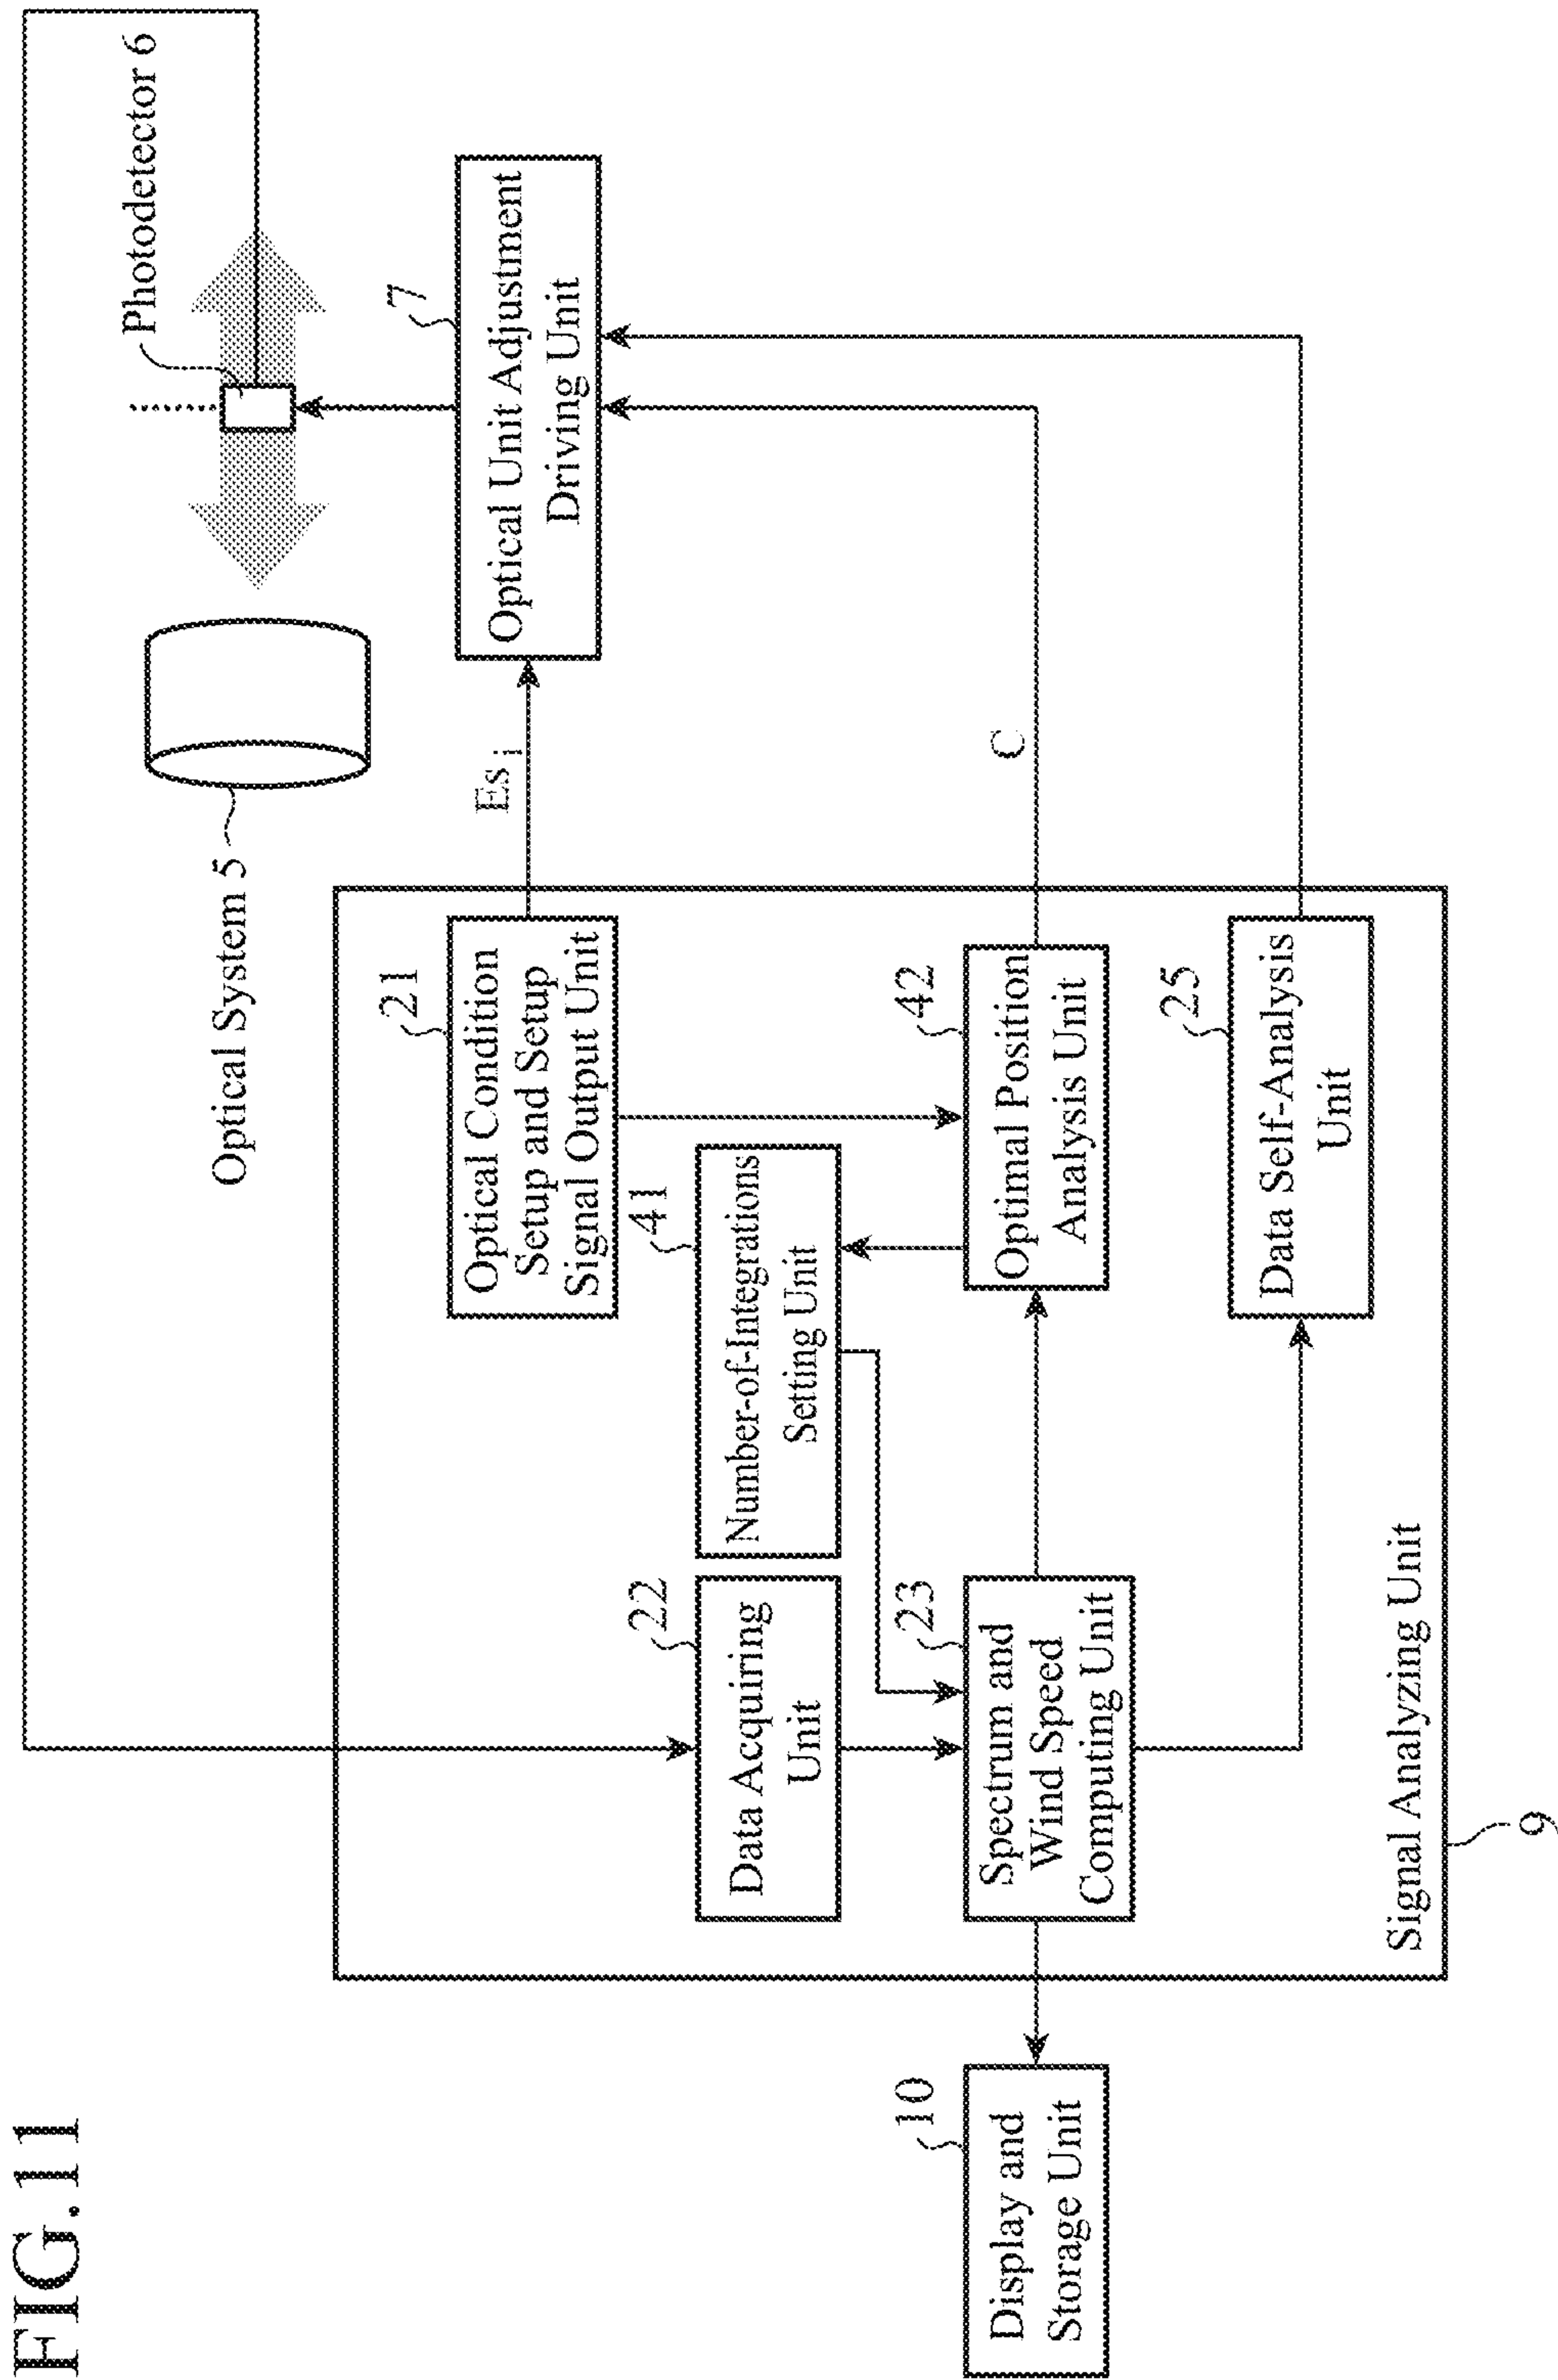 FIG.11
Photodetector 6
Optical System 5
7
Optical Unit Adjustment
Driving Unit
Esi
C
21
Optical Condition
Setup and Setup
Signal Output Unit
41
Number-of-Integrations
Setting Unit
42
Optimal Position
Analysis Unit
22
Data Acquiring
Unit
23
Spectrum and
Wind Speed
Computing Unit
25
Data Self-Analysis
Unit
10
Display and
Storage Unit
Signal Analyzing Unit
9